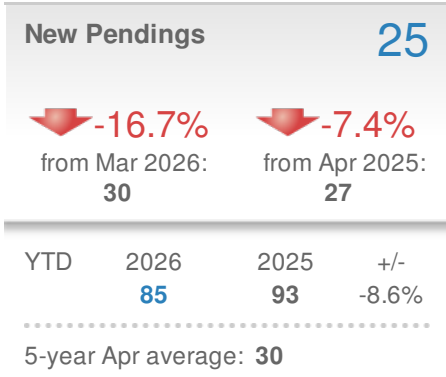 New Pendings 25
-16.7% -7.4%
from Mar 2026: from Apr 2025:
30 27
YTD 2026 2025 +/-
85 93 -8.6%
5-year Apr average: 30